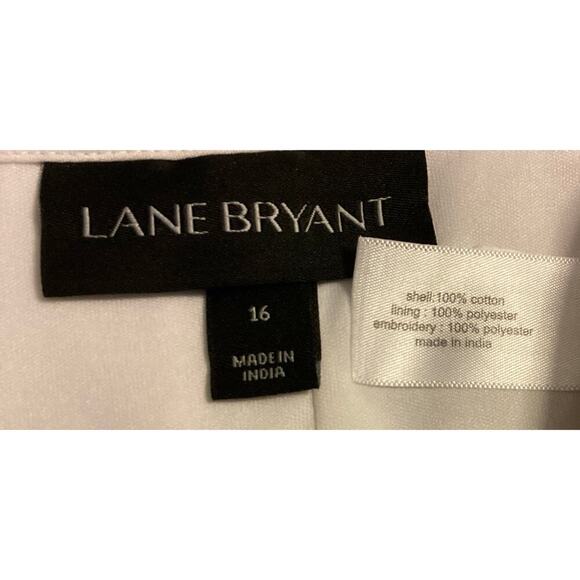 LANE BRYANT
16
MADE IN
INDIA
shell:100% cotton
lining : 100% polyester
embroidery : 100% polyester
made in india